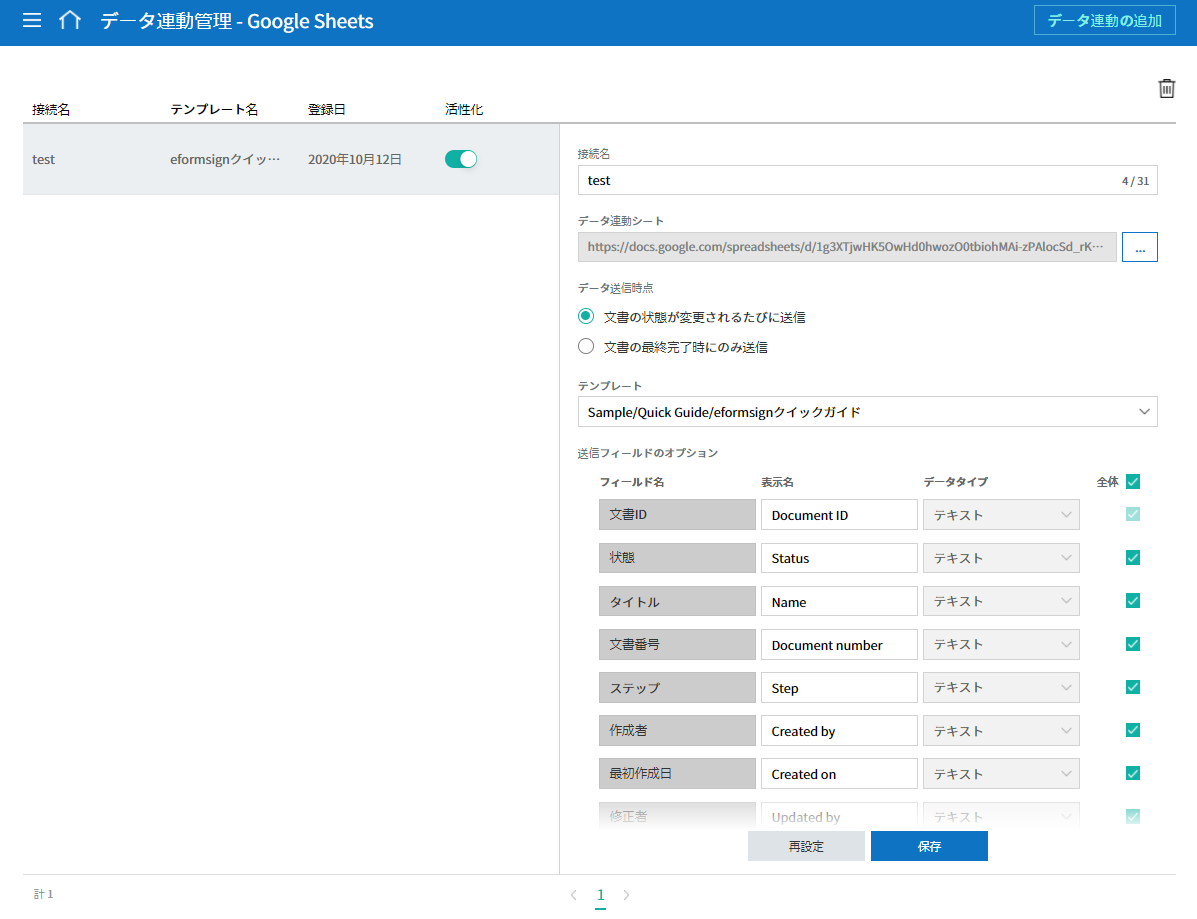 データ連動管理 - Google Sheets
データ連動の追加
接続名 テンプレート名 登録日 活性化
test eformsignクイッ… 2020年10月12日
接続名
test 4 / 31
データ連動シート
https://docs.google.com/spreadsheets/d/1g3XTjwHK5OwHd0hwozO0tbiohMAi-zPAlocSd_rK… ...
データ送信時点
文書の状態が変更されるたびに送信
文書の最終完了時にのみ送信
テンプレート
Sample/Quick Guide/eformsignクイックガイド
送信フィールドのオプション
フィールド名 表示名 データタイプ 全体
文書ID Document ID テキスト
状態 Status テキスト
タイトル Name テキスト
文書番号 Document number テキスト
ステップ Step テキスト
作成者 Created by テキスト
最初作成日 Created on テキスト
修正者 Updated by テキスト
再設定 保存
計 1 1